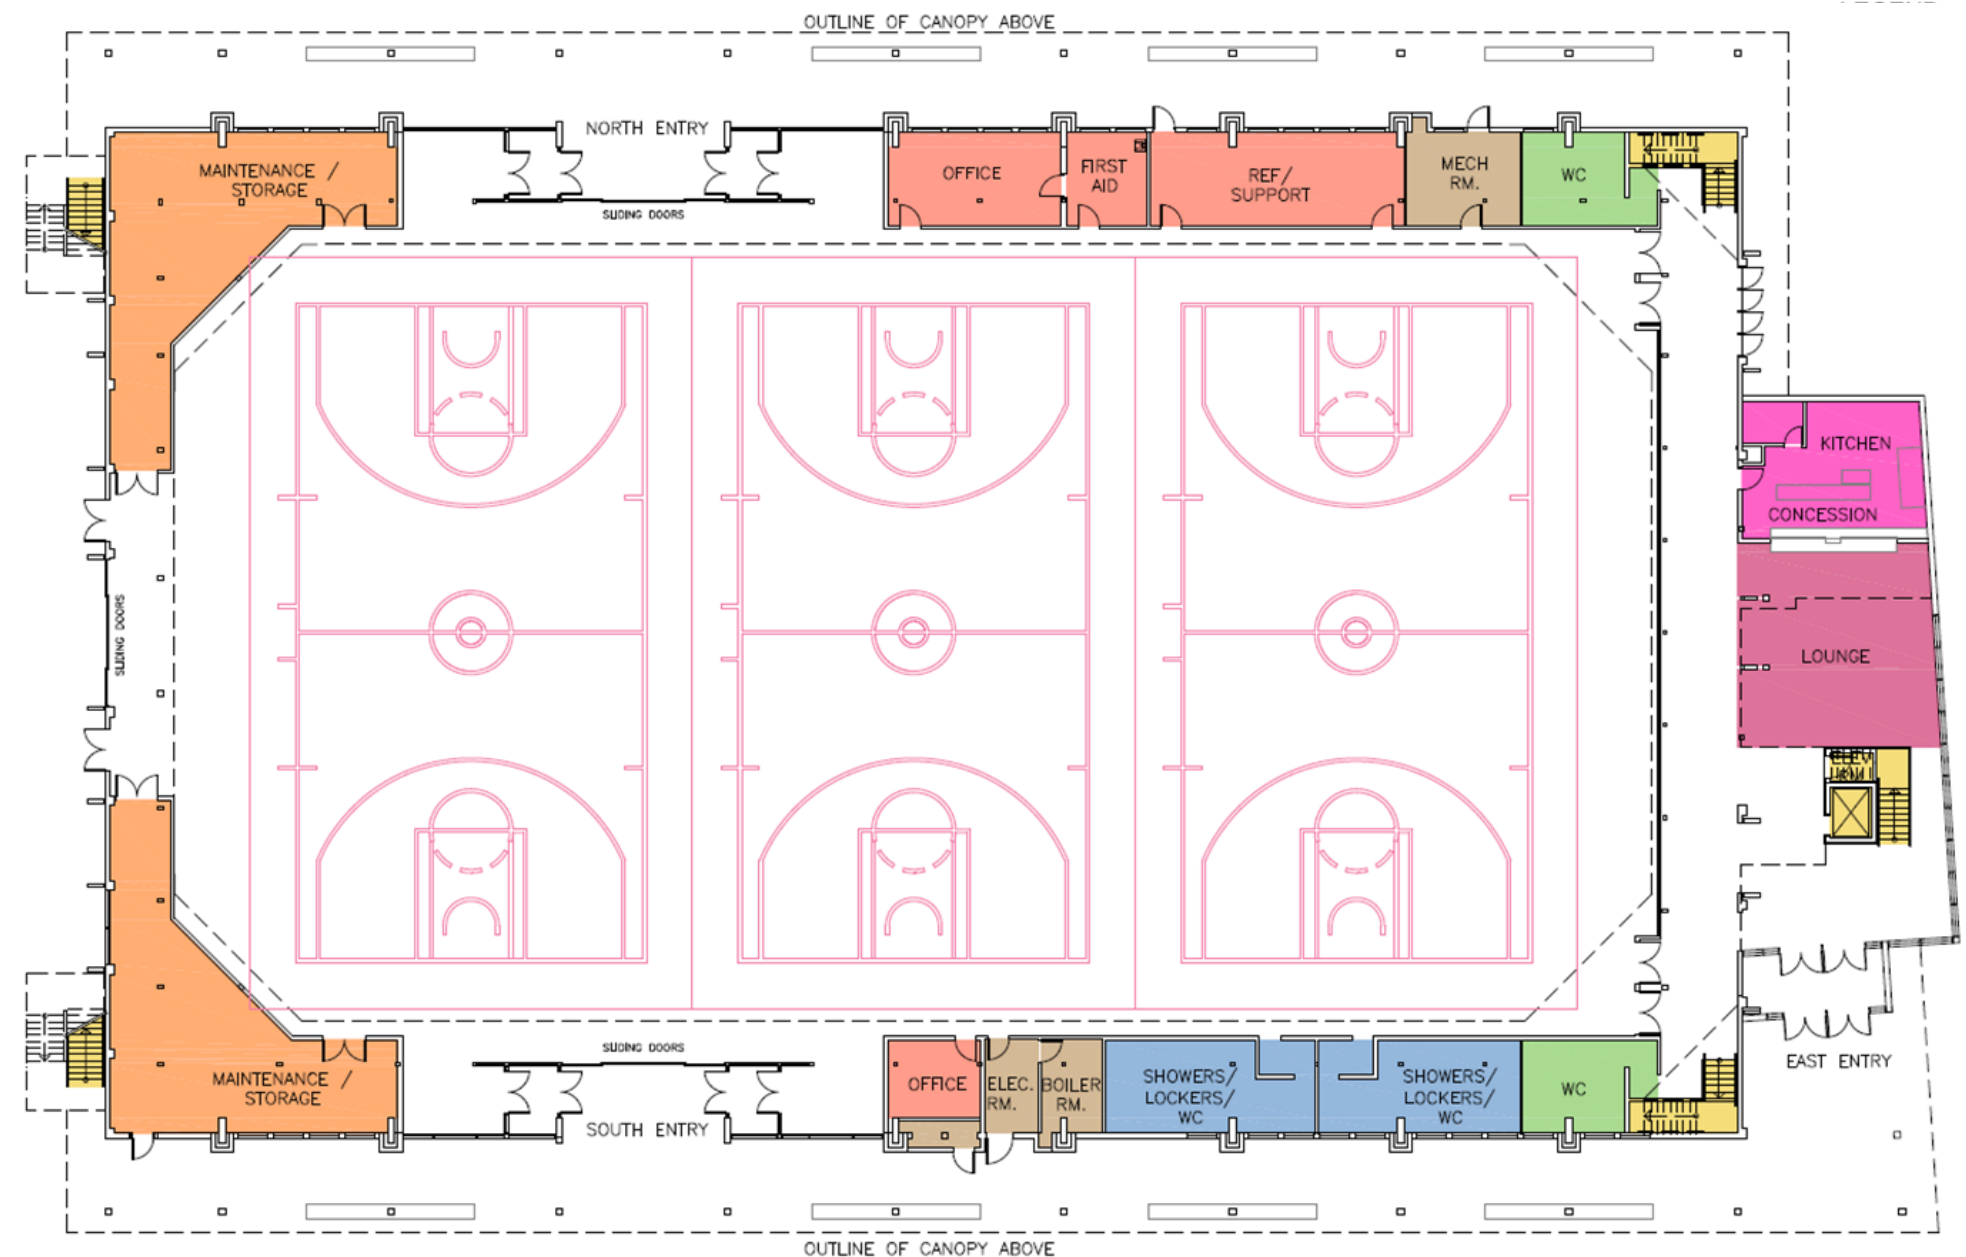 OUTLINE OF CANOPY ABOVE
NORTH ENTRY
MAINTENANCE /
STORAGE
SLIDING DOORS
OFFICE
FIRST
AID
REF/
SUPPORT
MECH
RM.
WC
KITCHEN
CONCESSION
SLIDING DOORS
LOUNGE
ELEV
SLIDING DOORS
MAINTENANCE /
STORAGE
SOUTH ENTRY
OFFICE
ELEC.
RM.
BOILER
RM.
SHOWERS/
LOCKERS/
WC
SHOWERS/
LOCKERS/
WC
WC
EAST ENTRY
OUTLINE OF CANOPY ABOVE